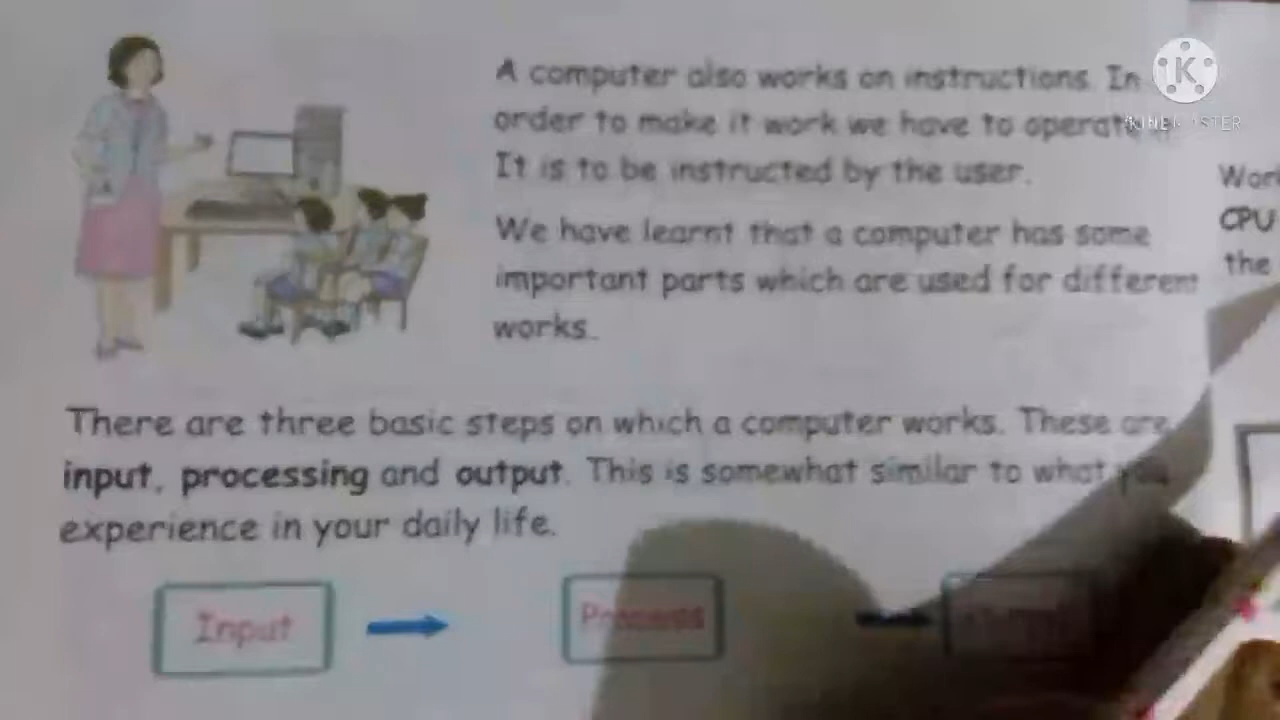 A computer also works on instructions. In
order to make it work we have to operate
It is to be instructed by the user.
We have learnt that a computer has some
important parts which are used for different
works.
There are three basic steps on which a computer works. These are
input, processing and output. This is somewhat similar to what you
experience in your daily life.
Input
Process
K
KINEMASTER
CPU
the